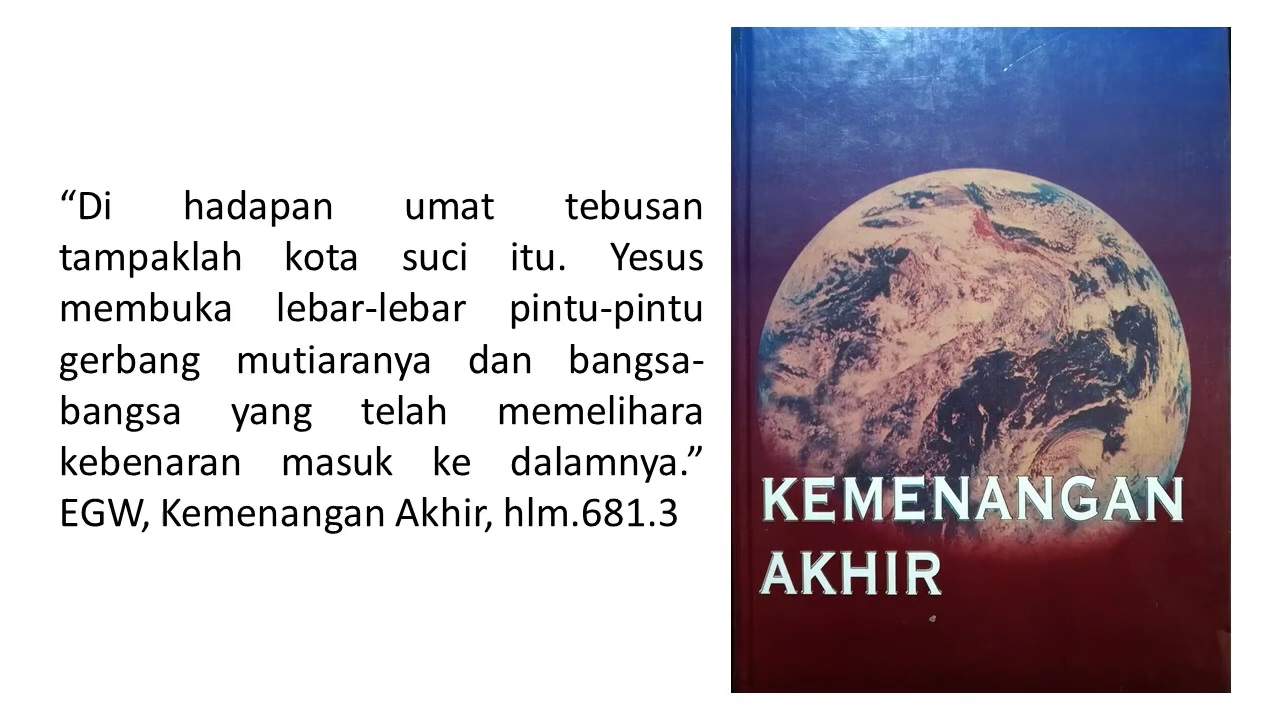 “Di hadapan umat tebusan
tampaklah kota suci itu. Yesus
membuka lebar-lebar pintu-pintu
gerbang mutiaranya dan bangsa-
bangsa yang telah memelihara
kebenaran masuk ke dalamnya.”
EGW, Kemenangan Akhir, hlm.681.3
KEMENANGAN
AKHIR